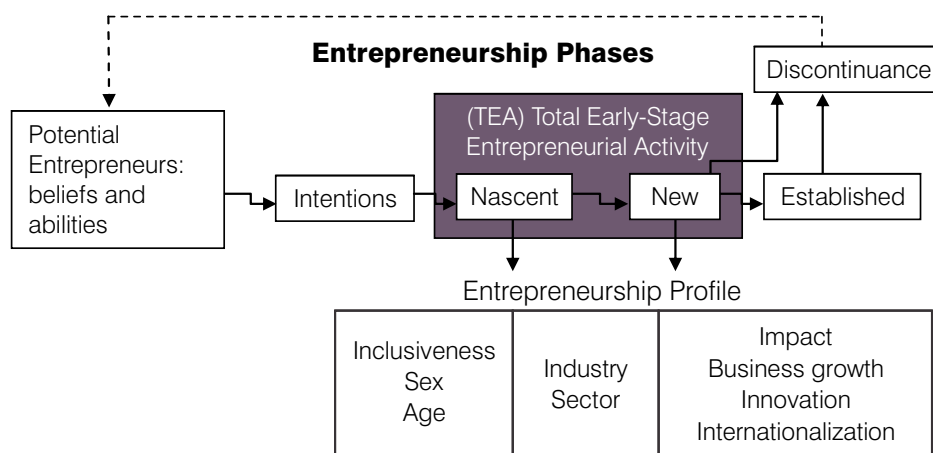 Entrepreneurship Phases
Discontinuance
(TEA) Total Early-Stage
Entrepreneurial Activity
Potential
Entrepreneurs:
beliefs and
abilities
Intentions
Nascent
New
Established
Entrepreneurship Profile
Inclusiveness
Sex
Age
Industry
Sector
Impact
Business growth
Innovation
Internationalization